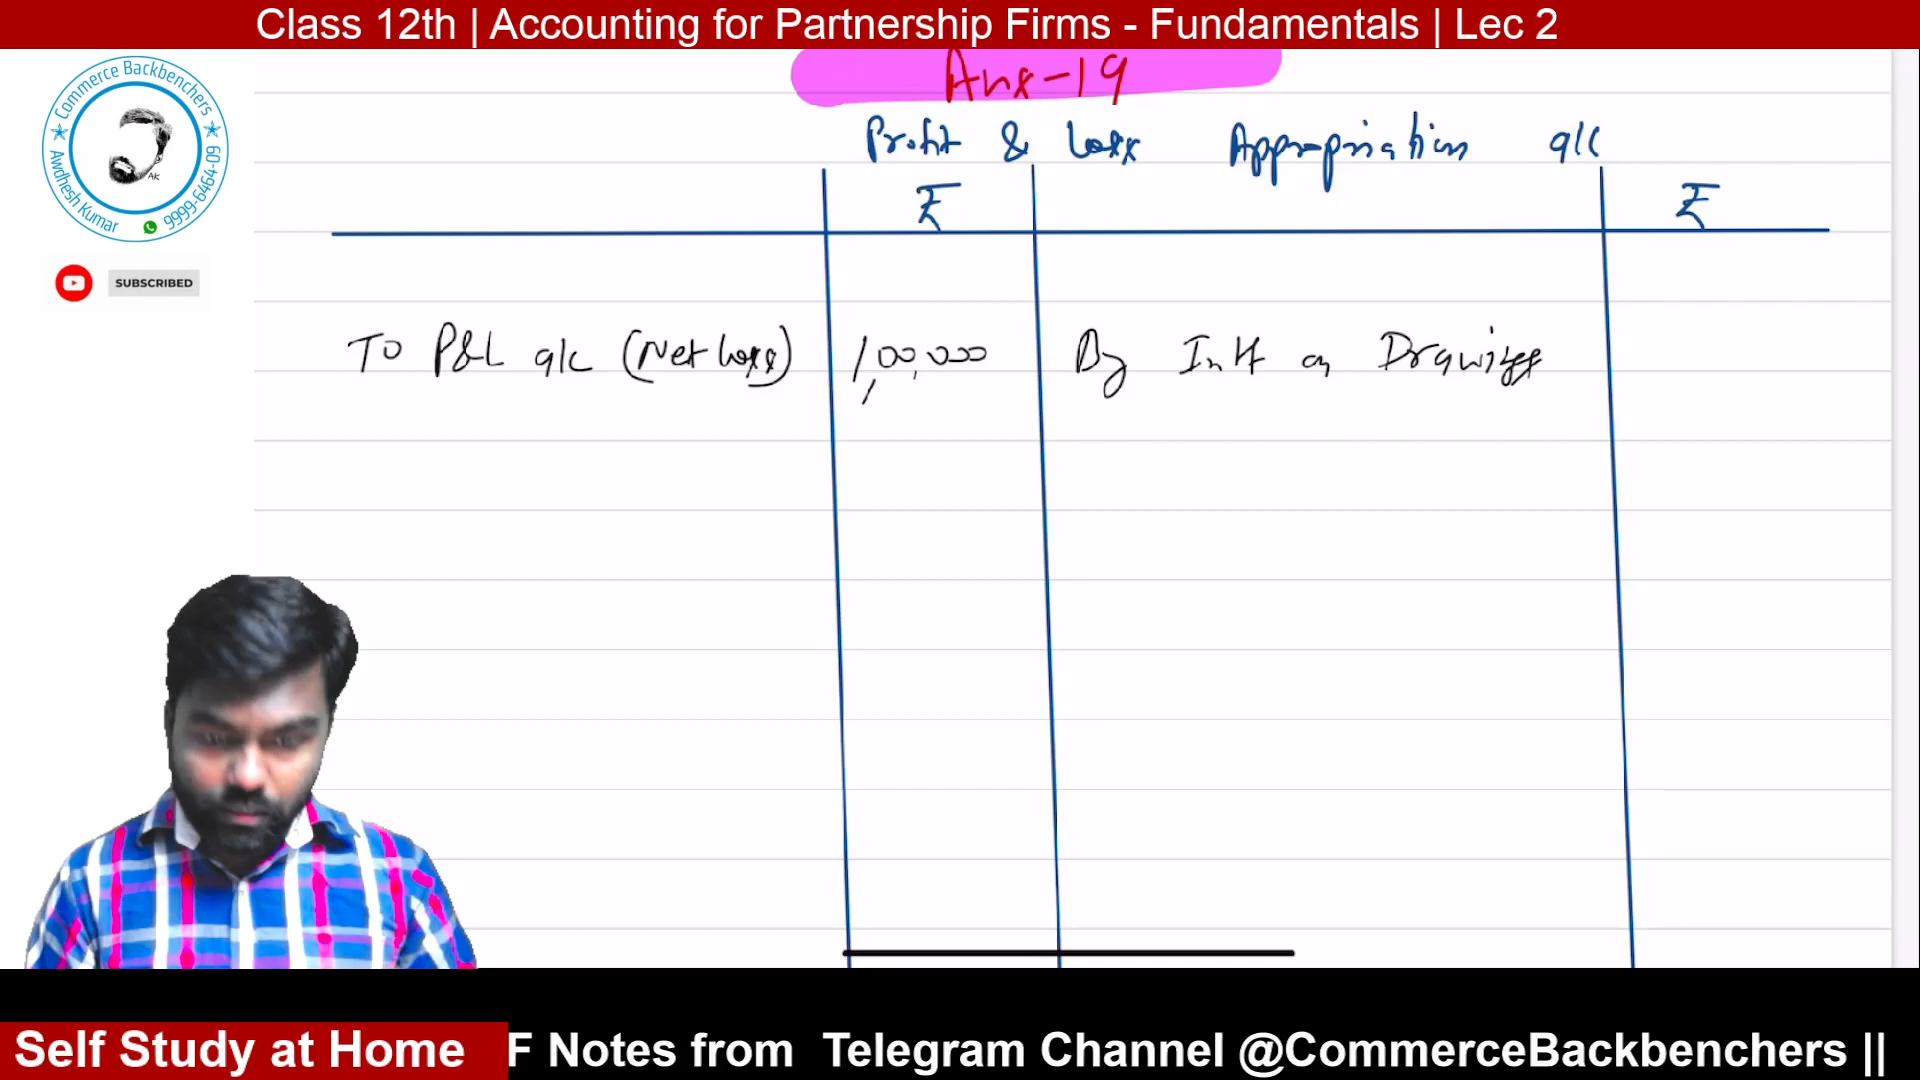 Class 12th | Accounting for Partnership Firms - Fundamentals | Lec 2
★ Commerce Backbenchers ★
Awdhesh Kumar
9999-6464-09
AK
SUBSCRIBED
Ans-19
Profit & Loss Appropriation a/c
₹ ₹
To P&L a/c (Net loss) 1,00,000 By Intt on Drawings
Self Study at Home F Notes from Telegram Channel @CommerceBackbenchers ||